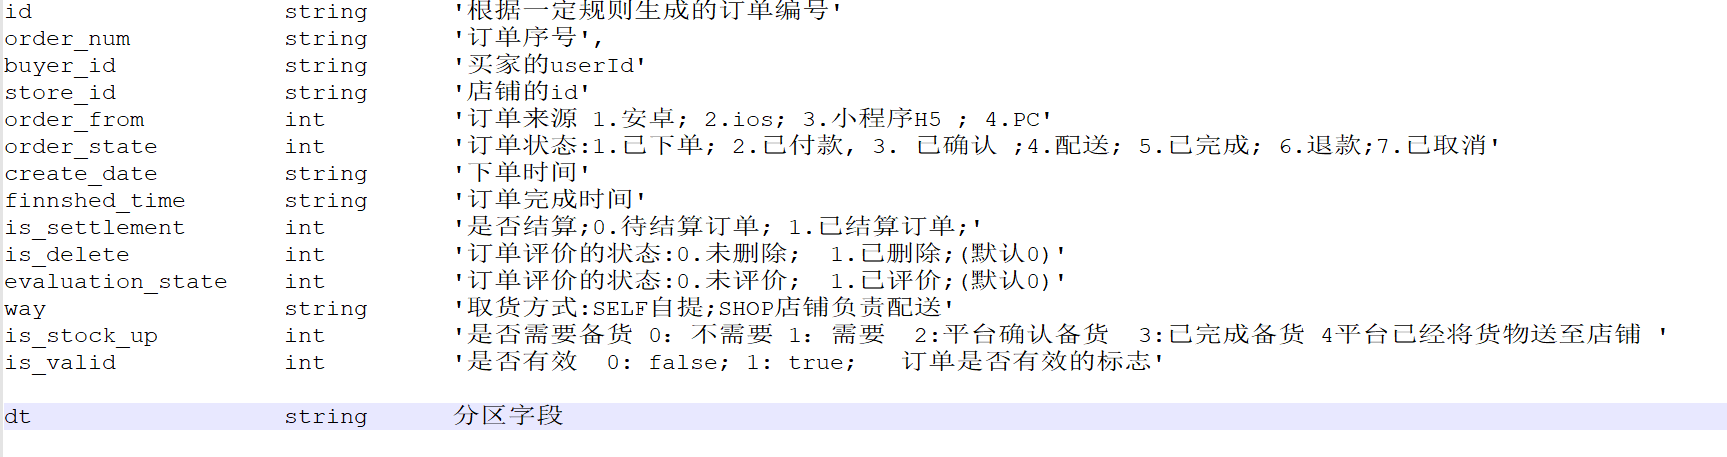 id string '根据一定规则生成的订单编号'
order_num string '订单序号',
buyer_id string '买家的userId'
store_id string '店铺的id'
order_from int '订单来源 1.安卓; 2.ios; 3.小程序H5 ; 4.PC'
order_state int '订单状态:1.已下单; 2.已付款, 3. 已确认 ;4.配送; 5.已完成; 6.退款;7.已取消'
create_date string '下单时间'
finnshed_time string '订单完成时间'
is_settlement int '是否结算;0.待结算订单; 1.已结算订单;'
is_delete int '订单评价的状态:0.未删除; 1.已删除;(默认0)'
evaluation_state int '订单评价的状态:0.未评价; 1.已评价;(默认0)'
way string '取货方式:SELF自提;SHOP店铺负责配送'
is_stock_up int '是否需要备货 0: 不需要 1: 需要 2:平台确认备货 3:已完成备货 4平台已经将货物送至店铺 '
is_valid int '是否有效 0: false; 1: true; 订单是否有效的标志'
dt string 分区字段